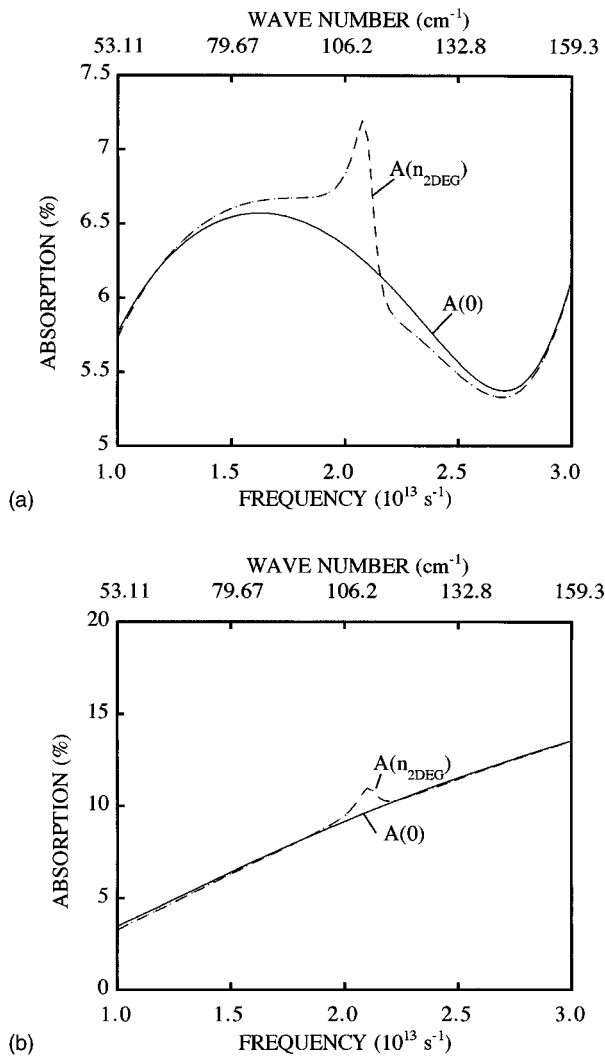 WAVE NUMBER (cm⁻¹)
53.11 79.67 106.2 132.8 159.3
7.5
7
6.5
6
5.5
5
ABSORPTION (%)
A(n₂DEG)
A(0)
1.0 1.5 2.0 2.5 3.0
(a) FREQUENCY (10¹³ s⁻¹)
WAVE NUMBER (cm⁻¹)
53.11 79.67 106.2 132.8 159.3
20
15
10
5
0
ABSORPTION (%)
A(n₂DEG)
A(0)
1.0 1.5 2.0 2.5 3.0
(b) FREQUENCY (10¹³ s⁻¹)